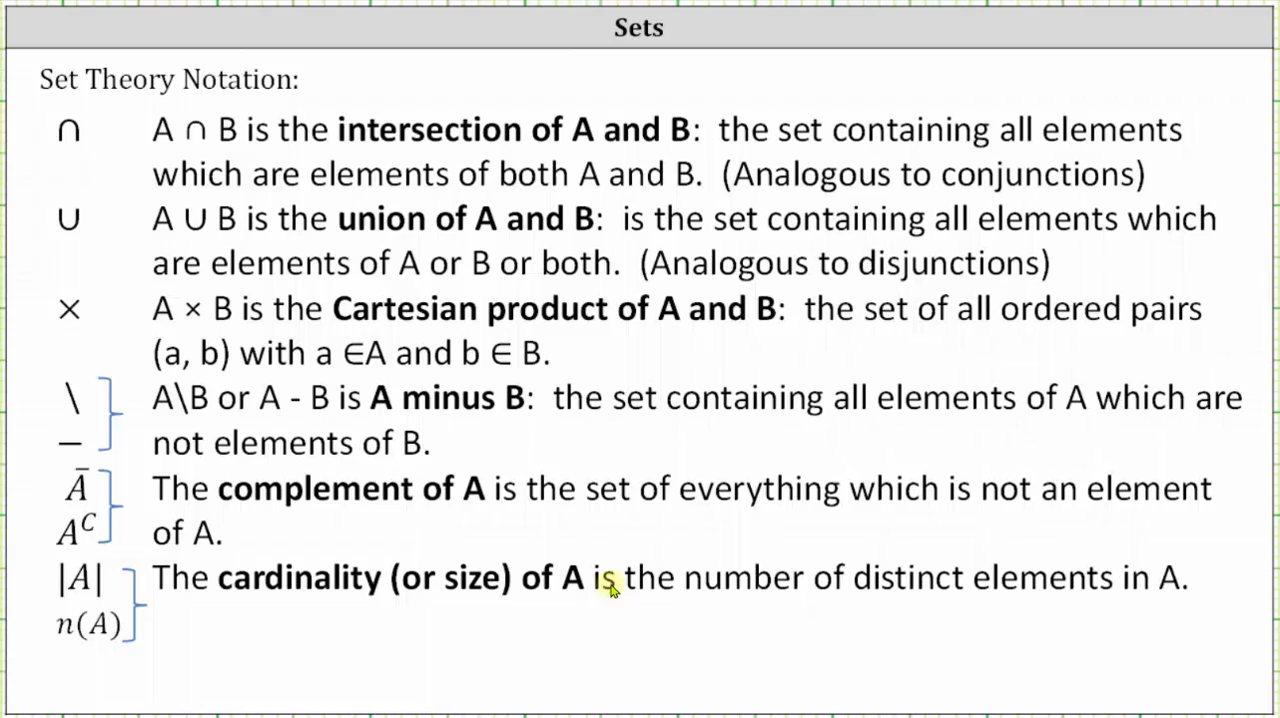 Sets
Set Theory Notation:
∩ A ∩ B is the intersection of A and B: the set containing all elements
which are elements of both A and B. (Analogous to conjunctions)
∪ A ∪ B is the union of A and B: is the set containing all elements which
are elements of A or B or both. (Analogous to disjunctions)
× A × B is the Cartesian product of A and B: the set of all ordered pairs
(a, b) with a ∈A and b ∈ B.
\ A\B or A - B is A minus B: the set containing all elements of A which are
− not elements of B.
Ā The complement of A is the set of everything which is not an element
Aᶜ of A.
|A| The cardinality (or size) of A is the number of distinct elements in A.
n(A)